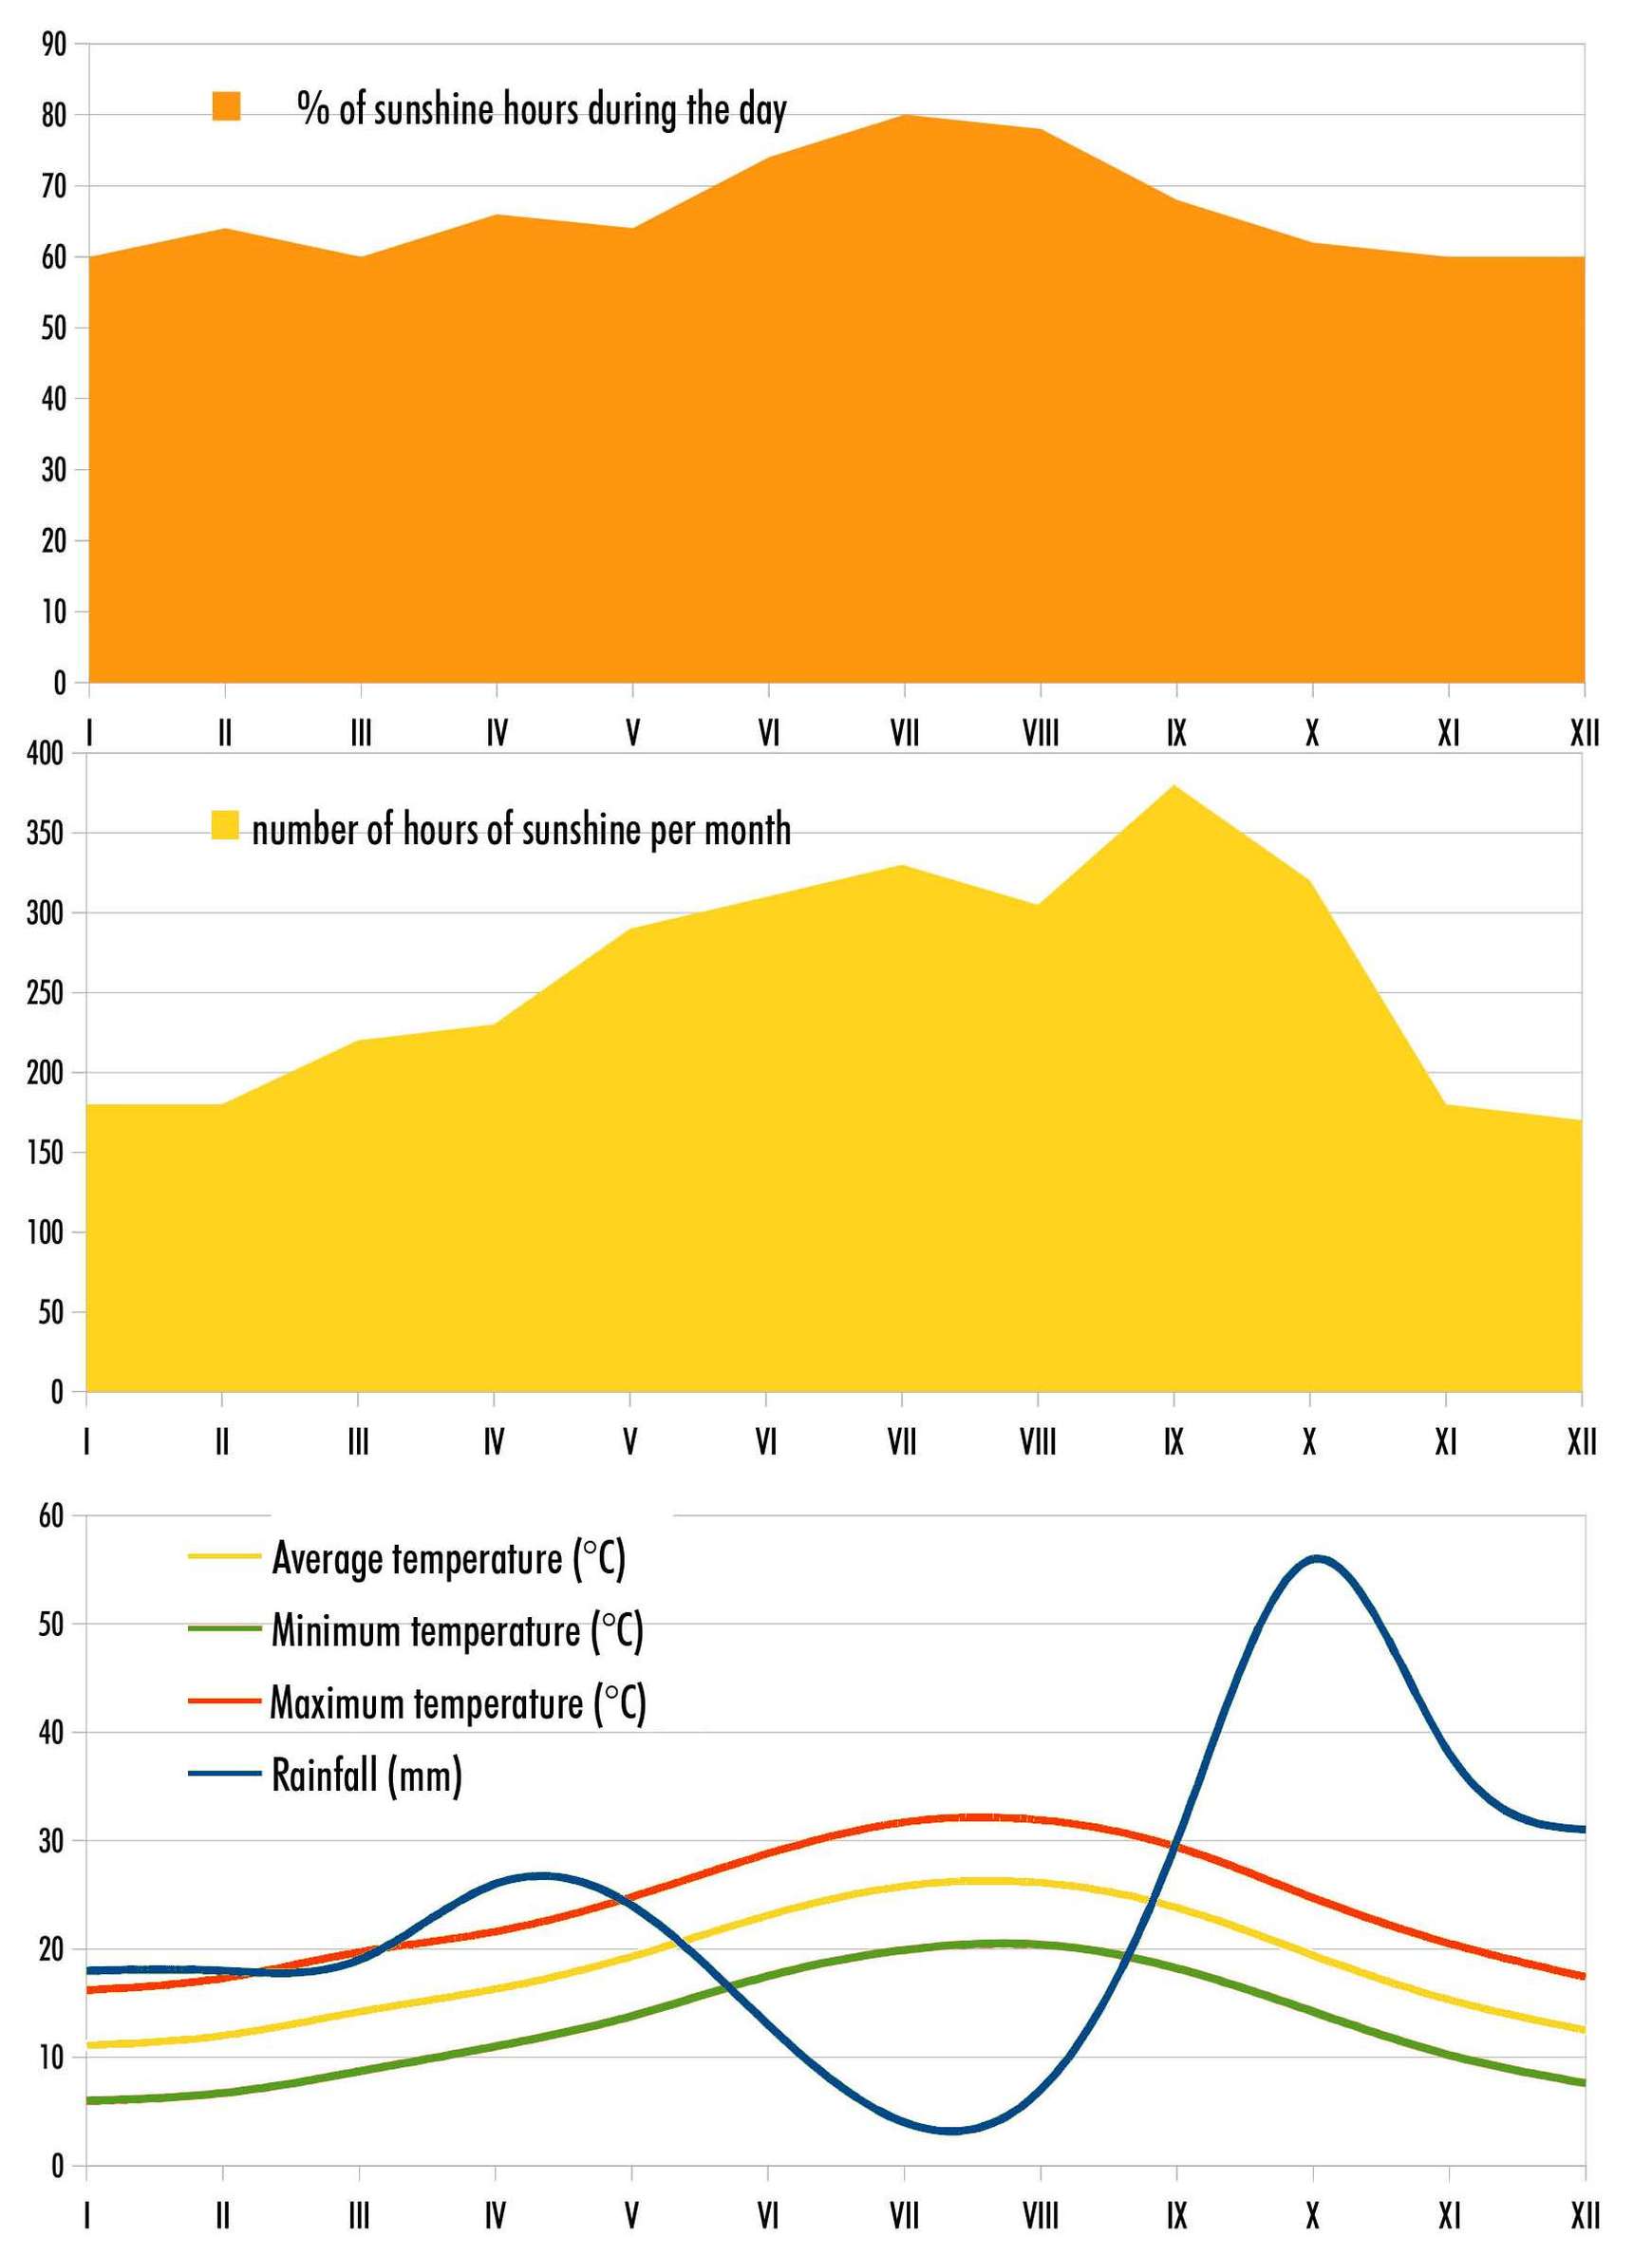 90
% of sunshine hours during the day
80
70
60
50
40
30
20
10
0
I II III IV V VI VII VIII IX X XI XII
400
number of hours of sunshine per month
350
300
250
200
150
100
50
0
I II III IV V VI VII VIII IX X XI XII
60
Average temperature (°C)
50
Minimum temperature (°C)
Maximum temperature (°C)
40
Rainfall (mm)
30
20
10
0
I II III IV V VI VII VIII IX X XI XII